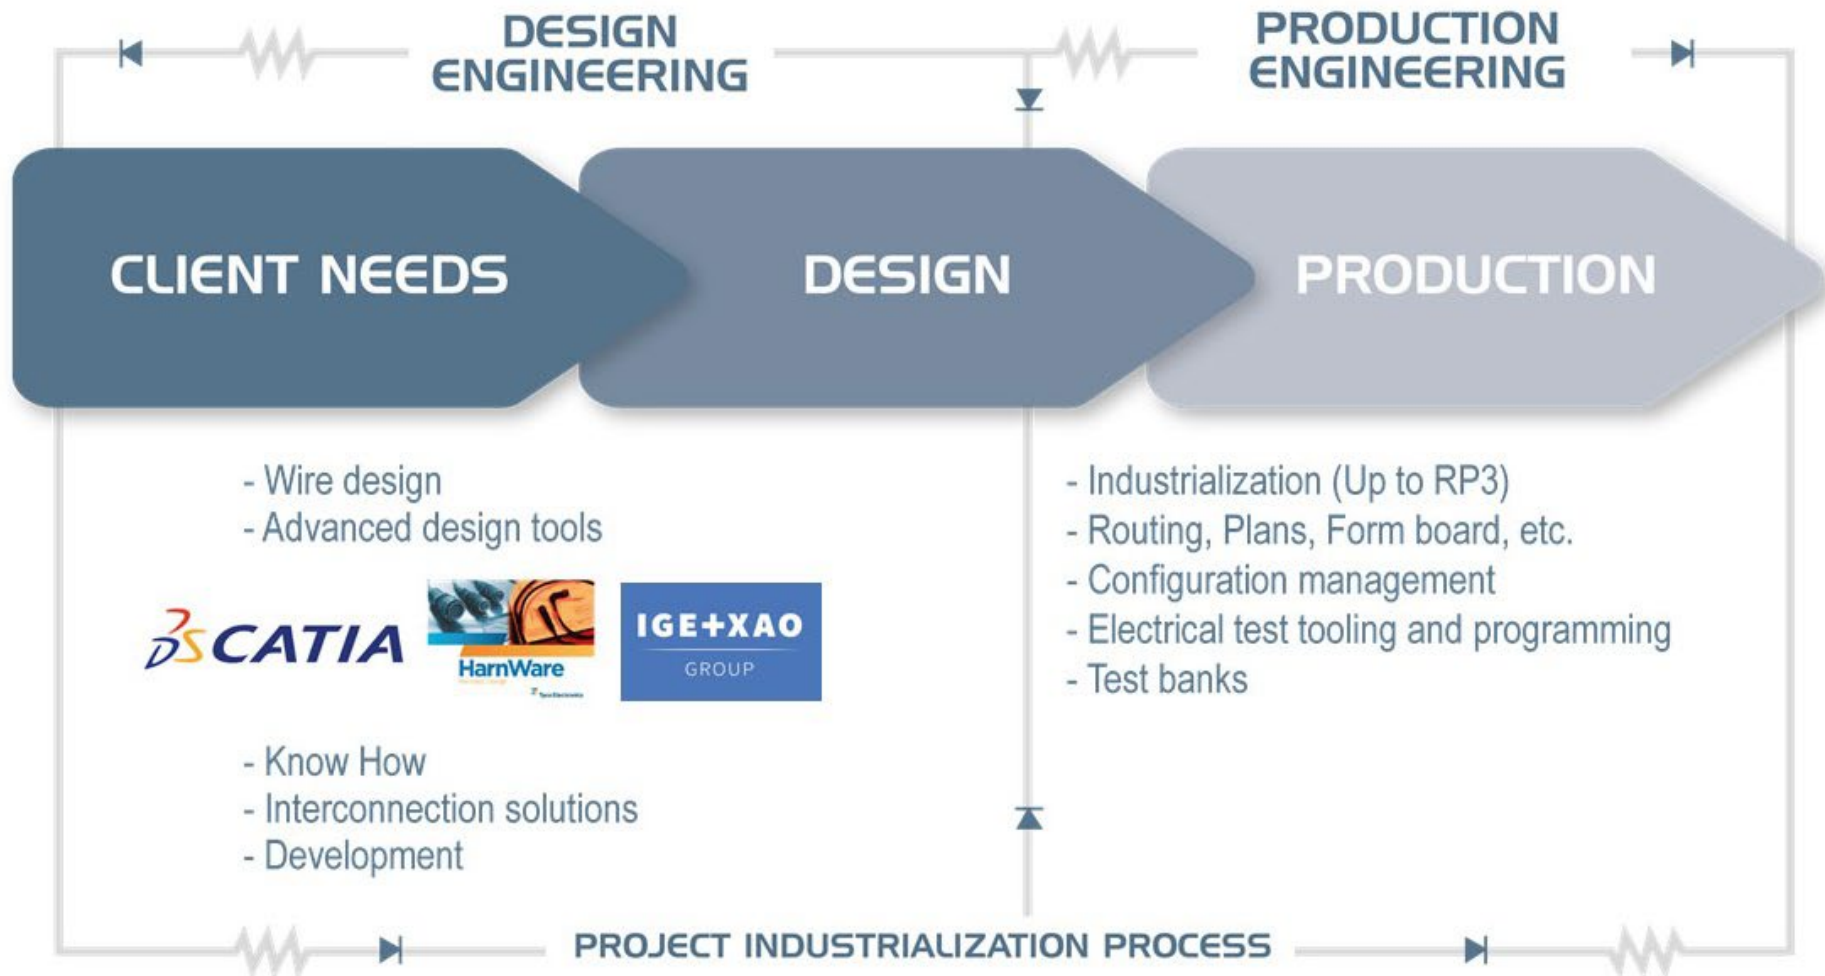 DESIGN
ENGINEERING
PRODUCTION
ENGINEERING
CLIENT NEEDS
DESIGN
PRODUCTION
- Wire design
- Advanced design tools
CATIA
HarnWare
Tyco Electronics
IGE+XAO
GROUP
- Know How
- Interconnection solutions
- Development
- Industrialization (Up to RP3)
- Routing, Plans, Form board, etc.
- Configuration management
- Electrical test tooling and programming
- Test banks
PROJECT INDUSTRIALIZATION PROCESS